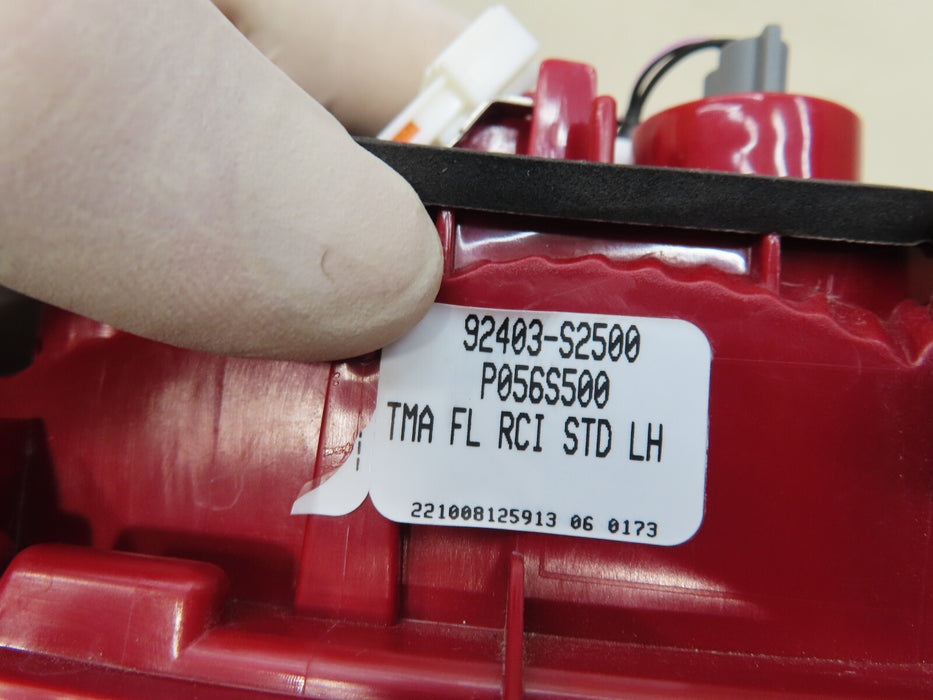 92403-S2500
P056S500
TMA FL RCI STD LH
221008125913 06 0173